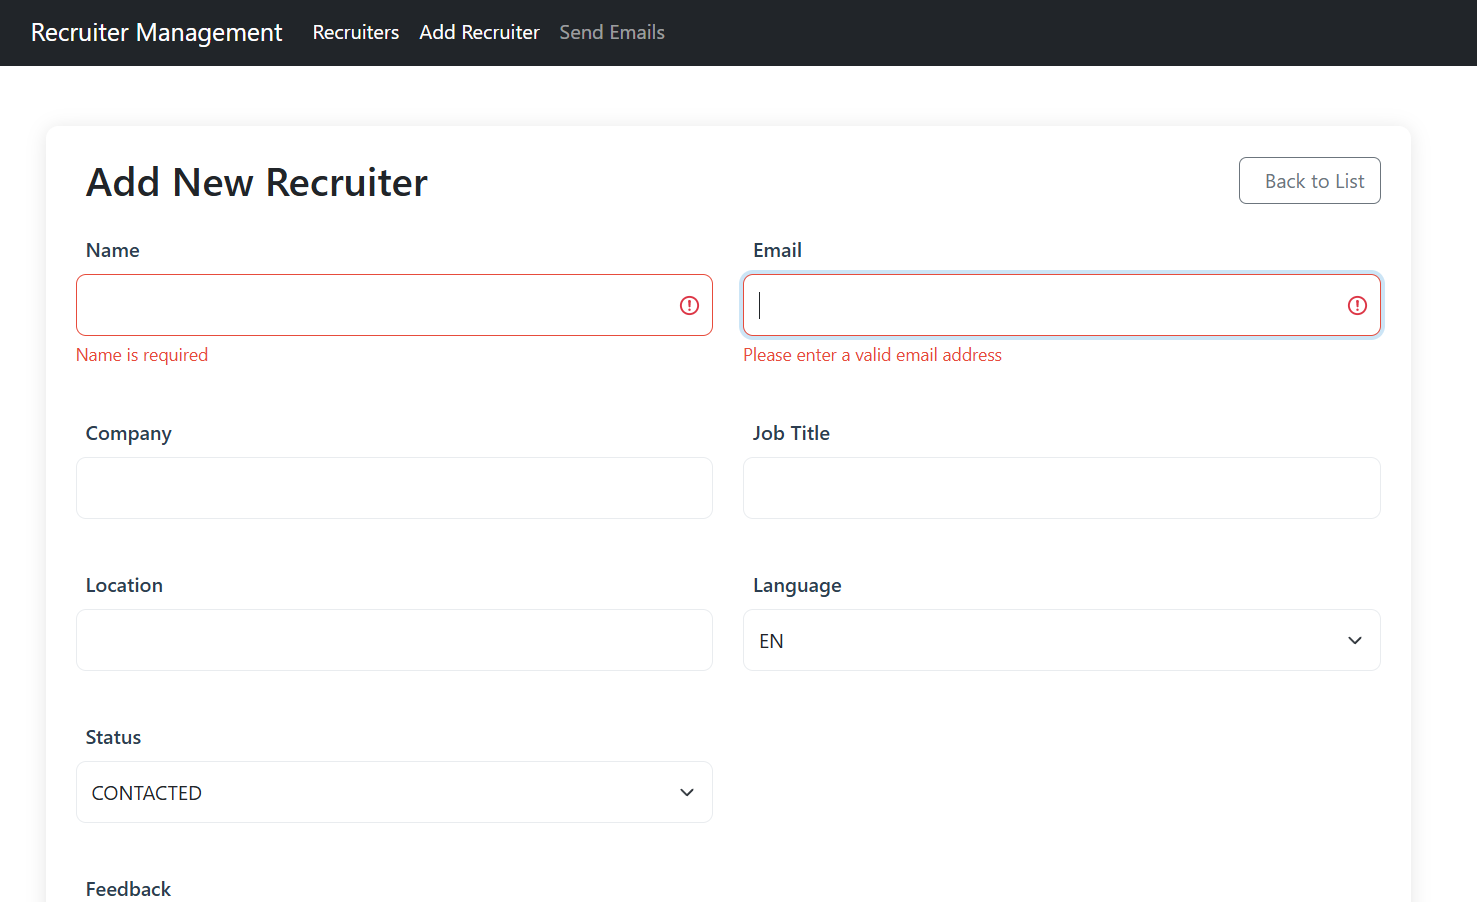 Recruiter Management Recruiters Add Recruiter Send Emails
Add New Recruiter Back to List
Name Email
Name is required Please enter a valid email address
Company Job Title
Location Language
EN
Status
CONTACTED
Feedback